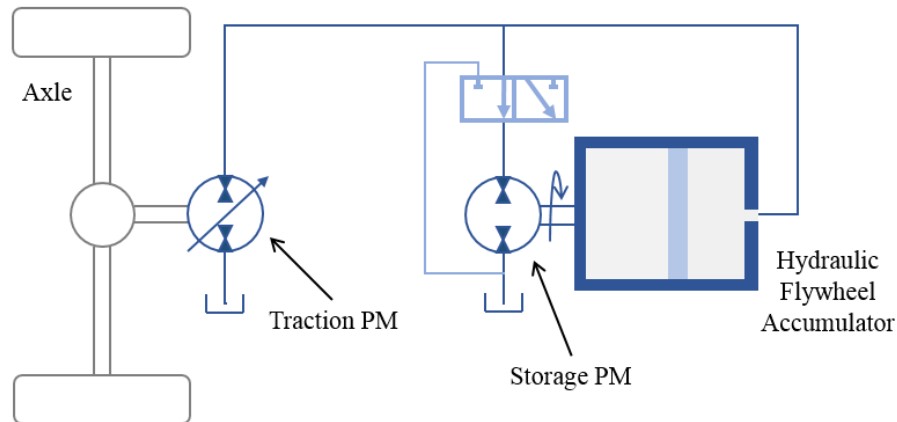 Axle
Traction PM
Storage PM
Hydraulic
Flywheel
Accumulator